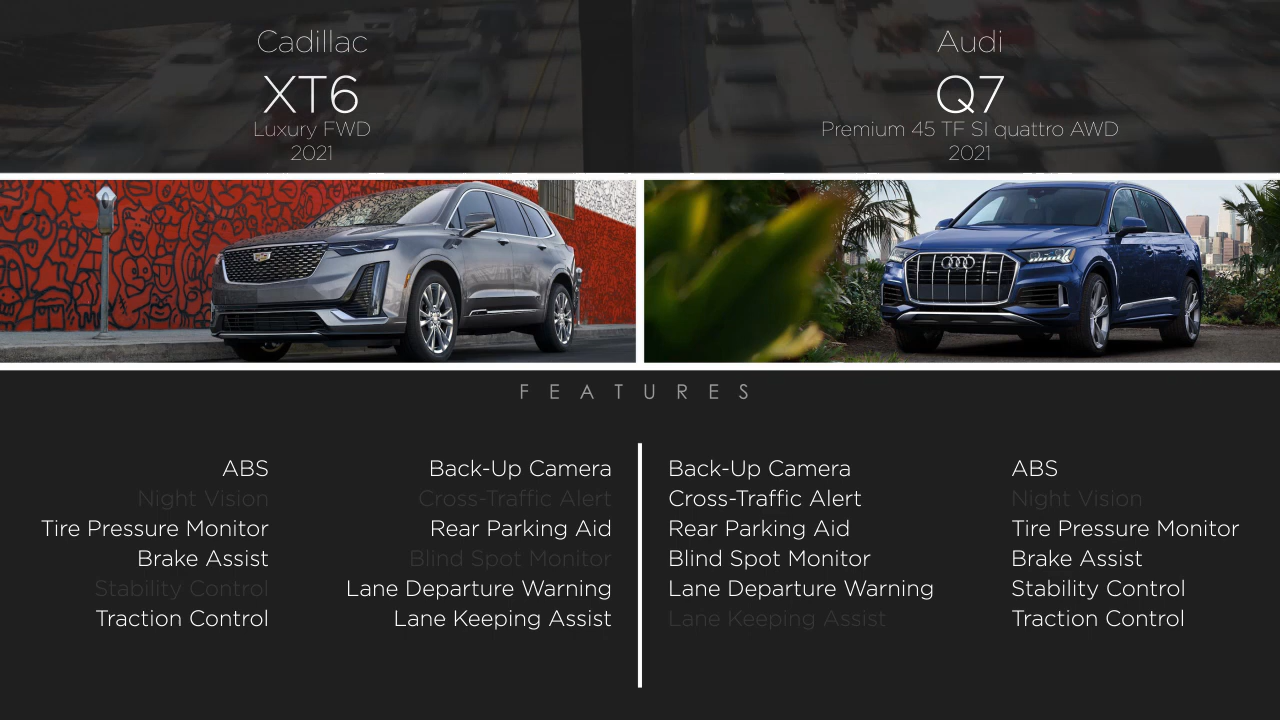 Cadillac
XT6
Luxury FWD
2021
Audi
Q7
Premium 45 TF SI quattro AWD
2021
FEATURES
ABS
Night Vision
Tire Pressure Monitor
Brake Assist
Stability Control
Traction Control
Back-Up Camera
Cross-Traffic Alert
Rear Parking Aid
Blind Spot Monitor
Lane Departure Warning
Lane Keeping Assist
Back-Up Camera
Cross-Traffic Alert
Rear Parking Aid
Blind Spot Monitor
Lane Departure Warning
Lane Keeping Assist
ABS
Night Vision
Tire Pressure Monitor
Brake Assist
Stability Control
Traction Control